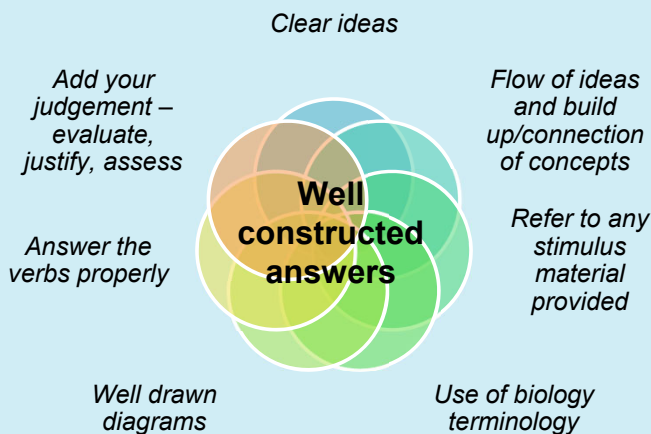 Clear ideas
Add your
judgement –
evaluate,
justify, assess
Flow of ideas
and build
up/connection
of concepts
Well
constructed
answers
Answer the
verbs properly
Refer to any
stimulus
material
provided
Well drawn
diagrams
Use of biology
terminology